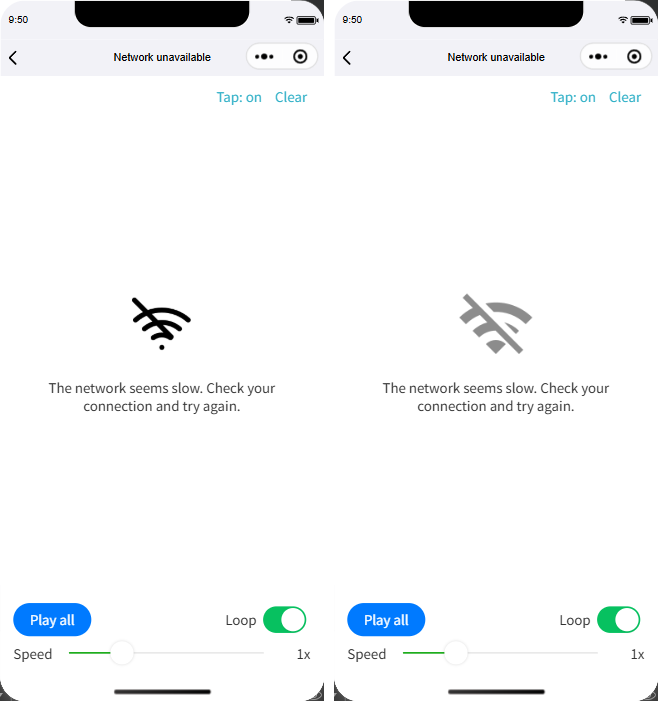 9:50
Network unavailable
Tap: on Clear
The network seems slow. Check your
connection and try again.
Play all
Loop
Speed
1x
9:50
Network unavailable
Tap: on Clear
The network seems slow. Check your
connection and try again.
Play all
Loop
Speed
1x